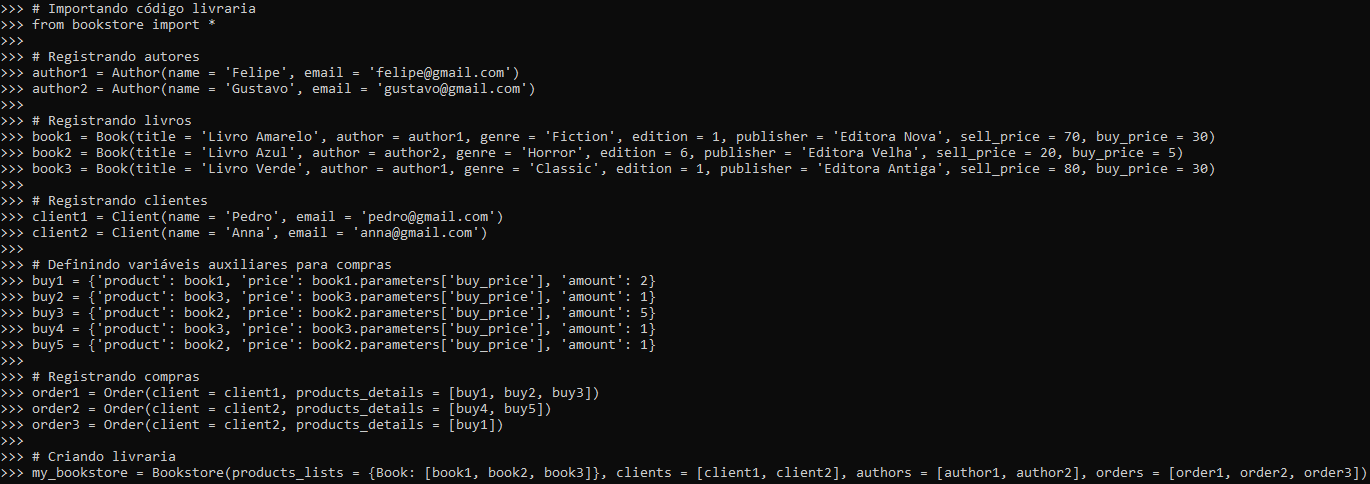 >>> # Importando código livraria
>>> from bookstore import *
>>>
>>> # Registrando autores
>>> author1 = Author(name = 'Felipe', email = 'felipe@gmail.com')
>>> author2 = Author(name = 'Gustavo', email = 'gustavo@gmail.com')
>>>
>>> # Registrando livros
>>> book1 = Book(title = 'Livro Amarelo', author = author1, genre = 'Fiction', edition = 1, publisher = 'Editora Nova', sell_price = 70, buy_price = 30)
>>> book2 = Book(title = 'Livro Azul', author = author2, genre = 'Horror', edition = 6, publisher = 'Editora Velha', sell_price = 20, buy_price = 5)
>>> book3 = Book(title = 'Livro Verde', author = author1, genre = 'Classic', edition = 1, publisher = 'Editora Antiga', sell_price = 80, buy_price = 30)
>>>
>>> # Registrando clientes
>>> client1 = Client(name = 'Pedro', email = 'pedro@gmail.com')
>>> client2 = Client(name = 'Anna', email = 'anna@gmail.com')
>>>
>>> # Definindo variáveis auxiliares para compras
>>> buy1 = {'product': book1, 'price': book1.parameters['buy_price'], 'amount': 2}
>>> buy2 = {'product': book3, 'price': book3.parameters['buy_price'], 'amount': 1}
>>> buy3 = {'product': book2, 'price': book2.parameters['buy_price'], 'amount': 5}
>>> buy4 = {'product': book3, 'price': book3.parameters['buy_price'], 'amount': 1}
>>> buy5 = {'product': book2, 'price': book2.parameters['buy_price'], 'amount': 1}
>>>
>>> # Registrando compras
>>> order1 = Order(client = client1, products_details = [buy1, buy2, buy3])
>>> order2 = Order(client = client2, products_details = [buy4, buy5])
>>> order3 = Order(client = client2, products_details = [buy1])
>>>
>>> # Criando livraria
>>> my_bookstore = Bookstore(products_lists = {Book: [book1, book2, book3]}, clients = [client1, client2], authors = [author1, author2], orders = [order1, order2, order3])